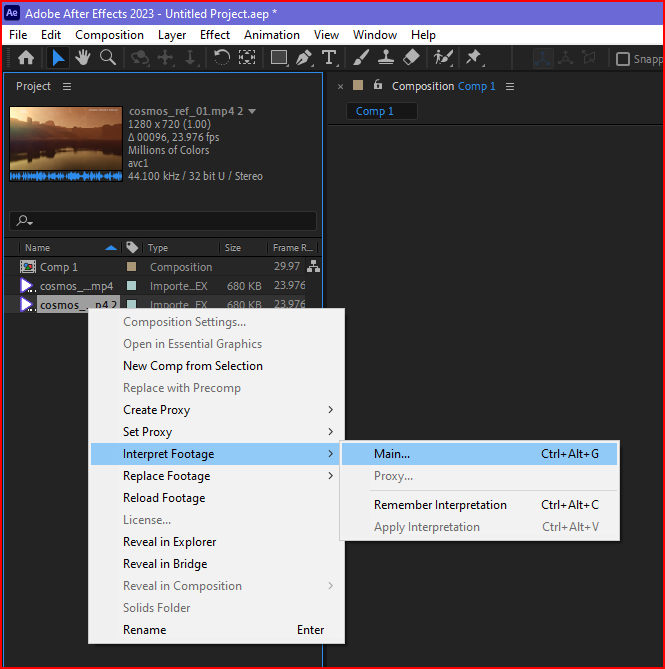 Ae Adobe After Effects 2023 - Untitled Project.aep *
File Edit Composition Layer Effect Animation View Window Help
T Snapp
Project
× Composition Comp 1
Comp 1
cosmos_ref_01.mp4 2
1280 x 720 (1.00)
Δ 00096, 23.976 fps
Millions of Colors
avc1
44.100 kHz / 32 bit U / Stereo
Name Type Size Frame R...
Comp 1 Composition 29.97
cosmos_...mp4 Importe...EX 680 KB 23.976
cosmos_...p4 2 Importe...EX 680 KB 23.976
Composition Settings...
Open in Essential Graphics
New Comp from Selection
Replace with Precomp
Create Proxy
Set Proxy
Interpret Footage
Replace Footage
Reload Footage
License...
Reveal in Explorer
Reveal in Bridge
Reveal in Composition
Solids Folder
Rename Enter
Main... Ctrl+Alt+G
Proxy...
Remember Interpretation Ctrl+Alt+C
Apply Interpretation Ctrl+Alt+V